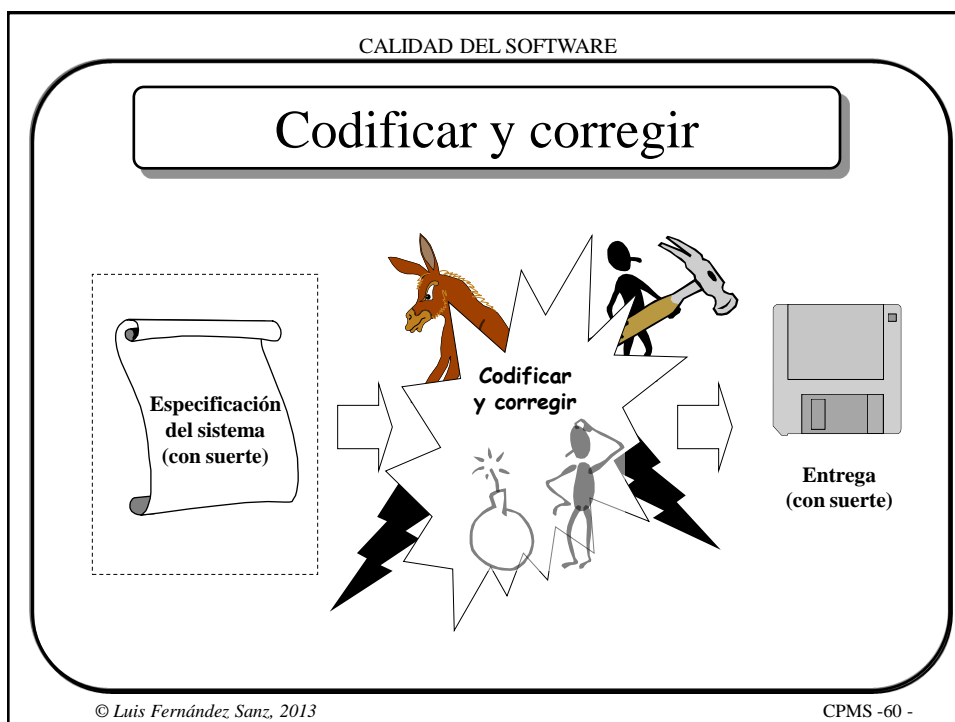 CALIDAD DEL SOFTWARE
Codificar y corregir
Especificación
del sistema
(con suerte)
Codificar
y corregir
Entrega
(con suerte)
© Luis Fernández Sanz, 2013
CPMS -60 -